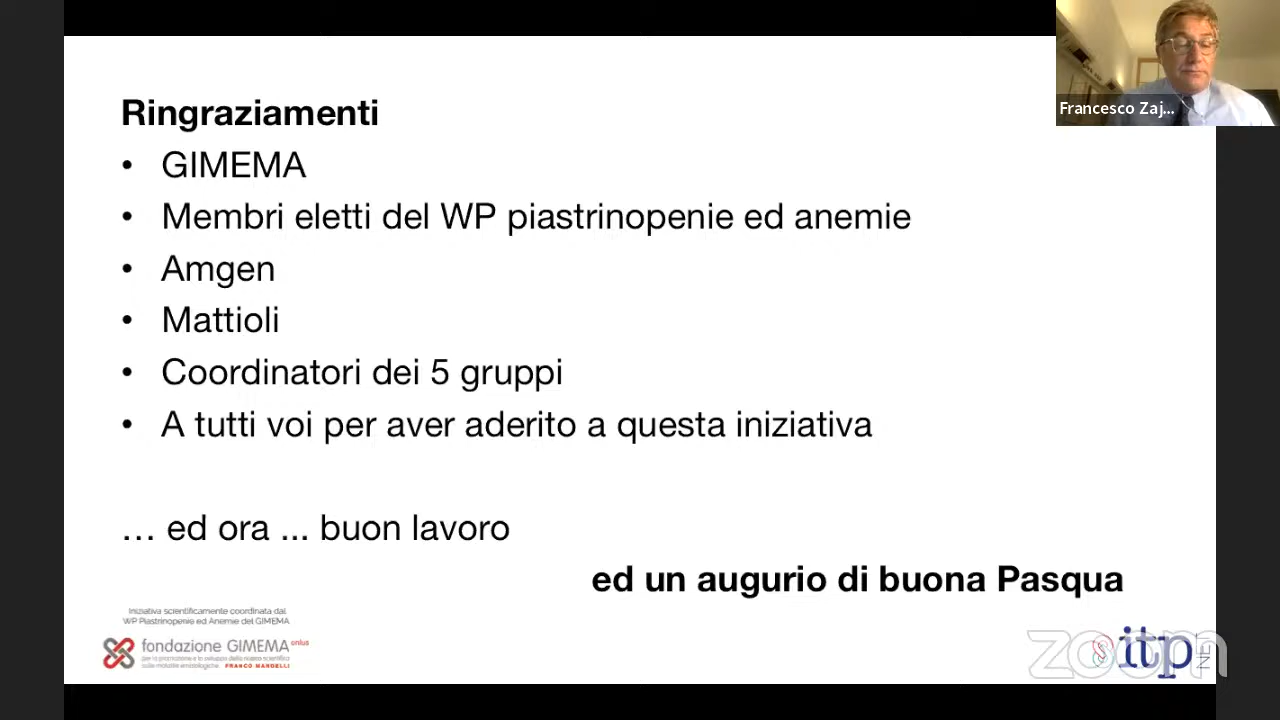 Ringraziamenti
• GIMEMA
• Membri eletti del WP piastrinopenie ed anemie
• Amgen
• Mattioli
• Coordinatori dei 5 gruppi
• A tutti voi per aver aderito a questa iniziativa
… ed ora ... buon lavoro
ed un augurio di buona Pasqua
Iniziativa scientificamente coordinata dal
WP Piastrinopenie ed Anemie del GIMEMA
fondazione GIMEMA onlus
per la promozione e lo sviluppo della ricerca scientifica
sulle malattie ematologiche FRANCO MANDELLI
itp NET
zoom
Francesco Zaj...